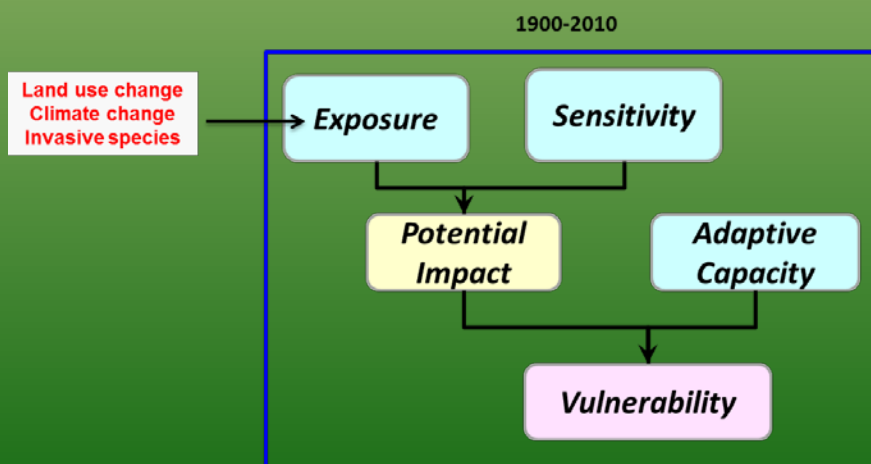 1900-2010
Land use change
Climate change
Invasive species
Exposure
Sensitivity
Potential
Impact
Adaptive
Capacity
Vulnerability